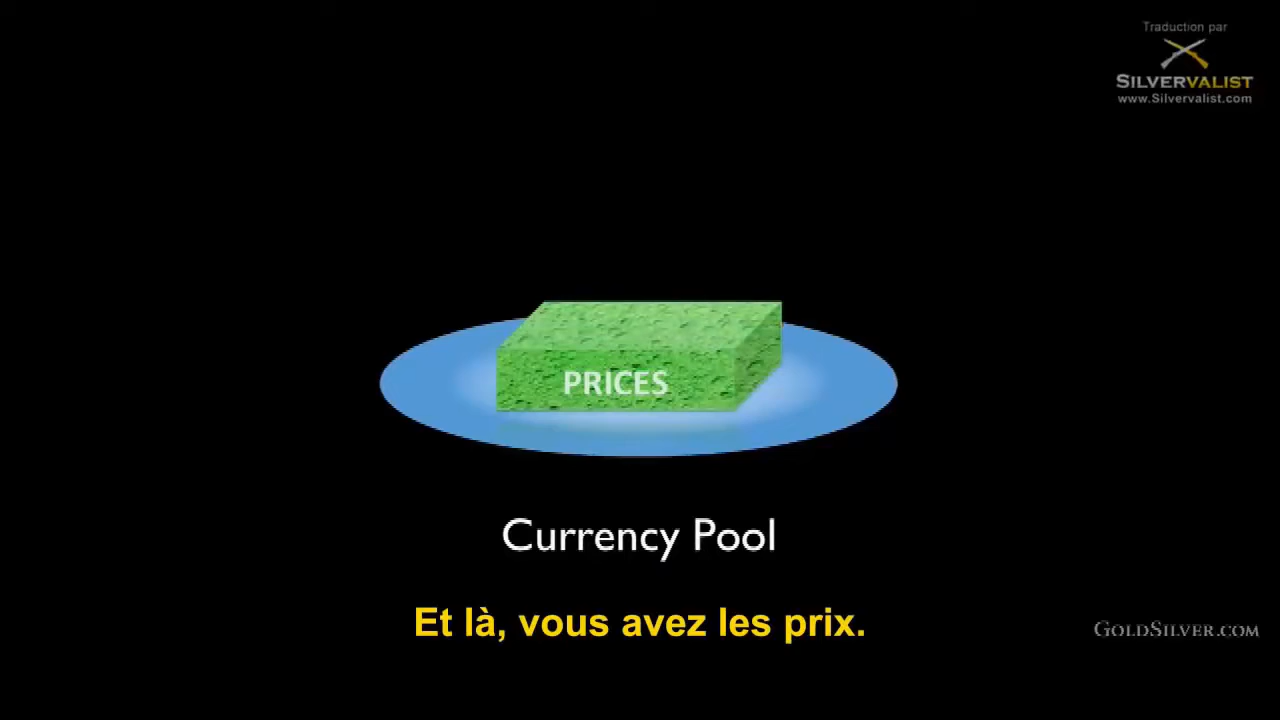 Traduction par
SILVERVALIST
www.Silvervalist.com
PRICES
Currency Pool
Et là, vous avez les prix.
GOLDSILVER.COM